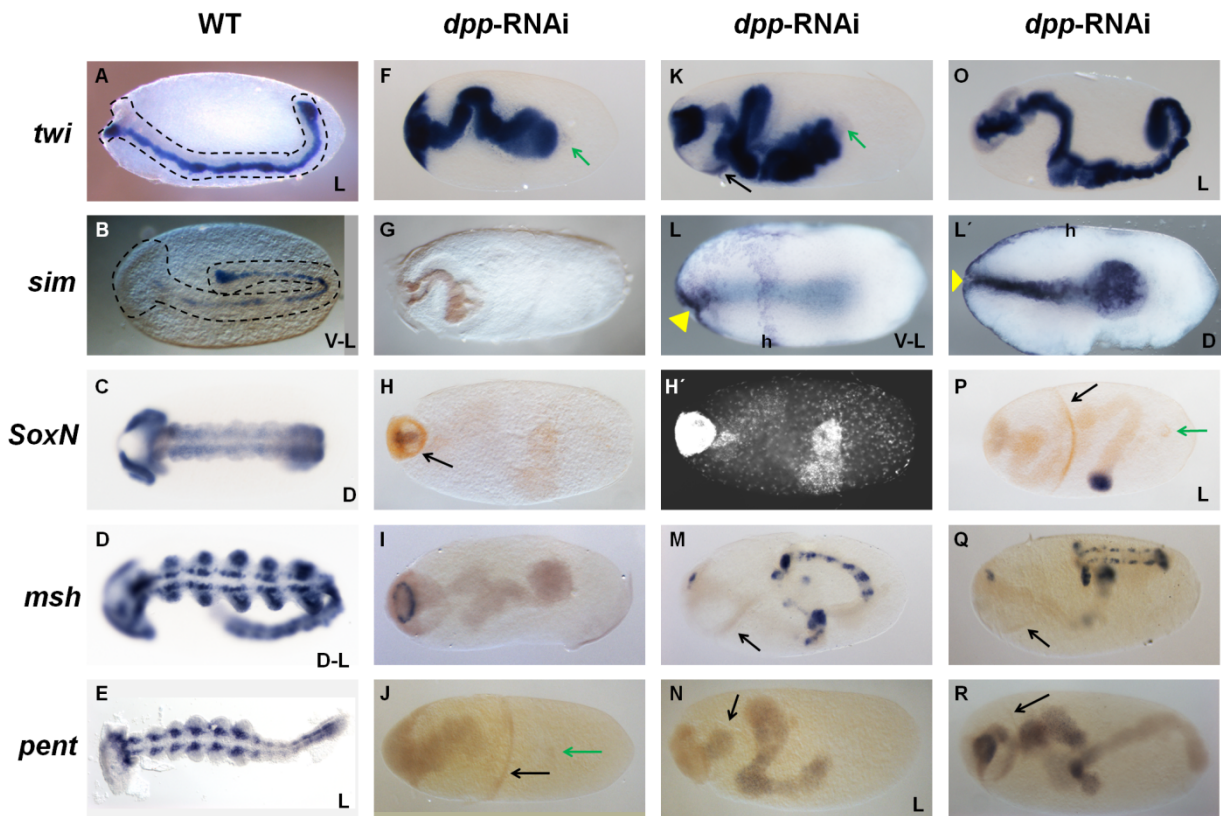 WT dpp-RNAi dpp-RNAi dpp-RNAi
twi A L F K O L
sim B V-L G L h V-L L´ h D
SoxN C D H H´ P L
msh D D-L I M Q
pent E L J N L R